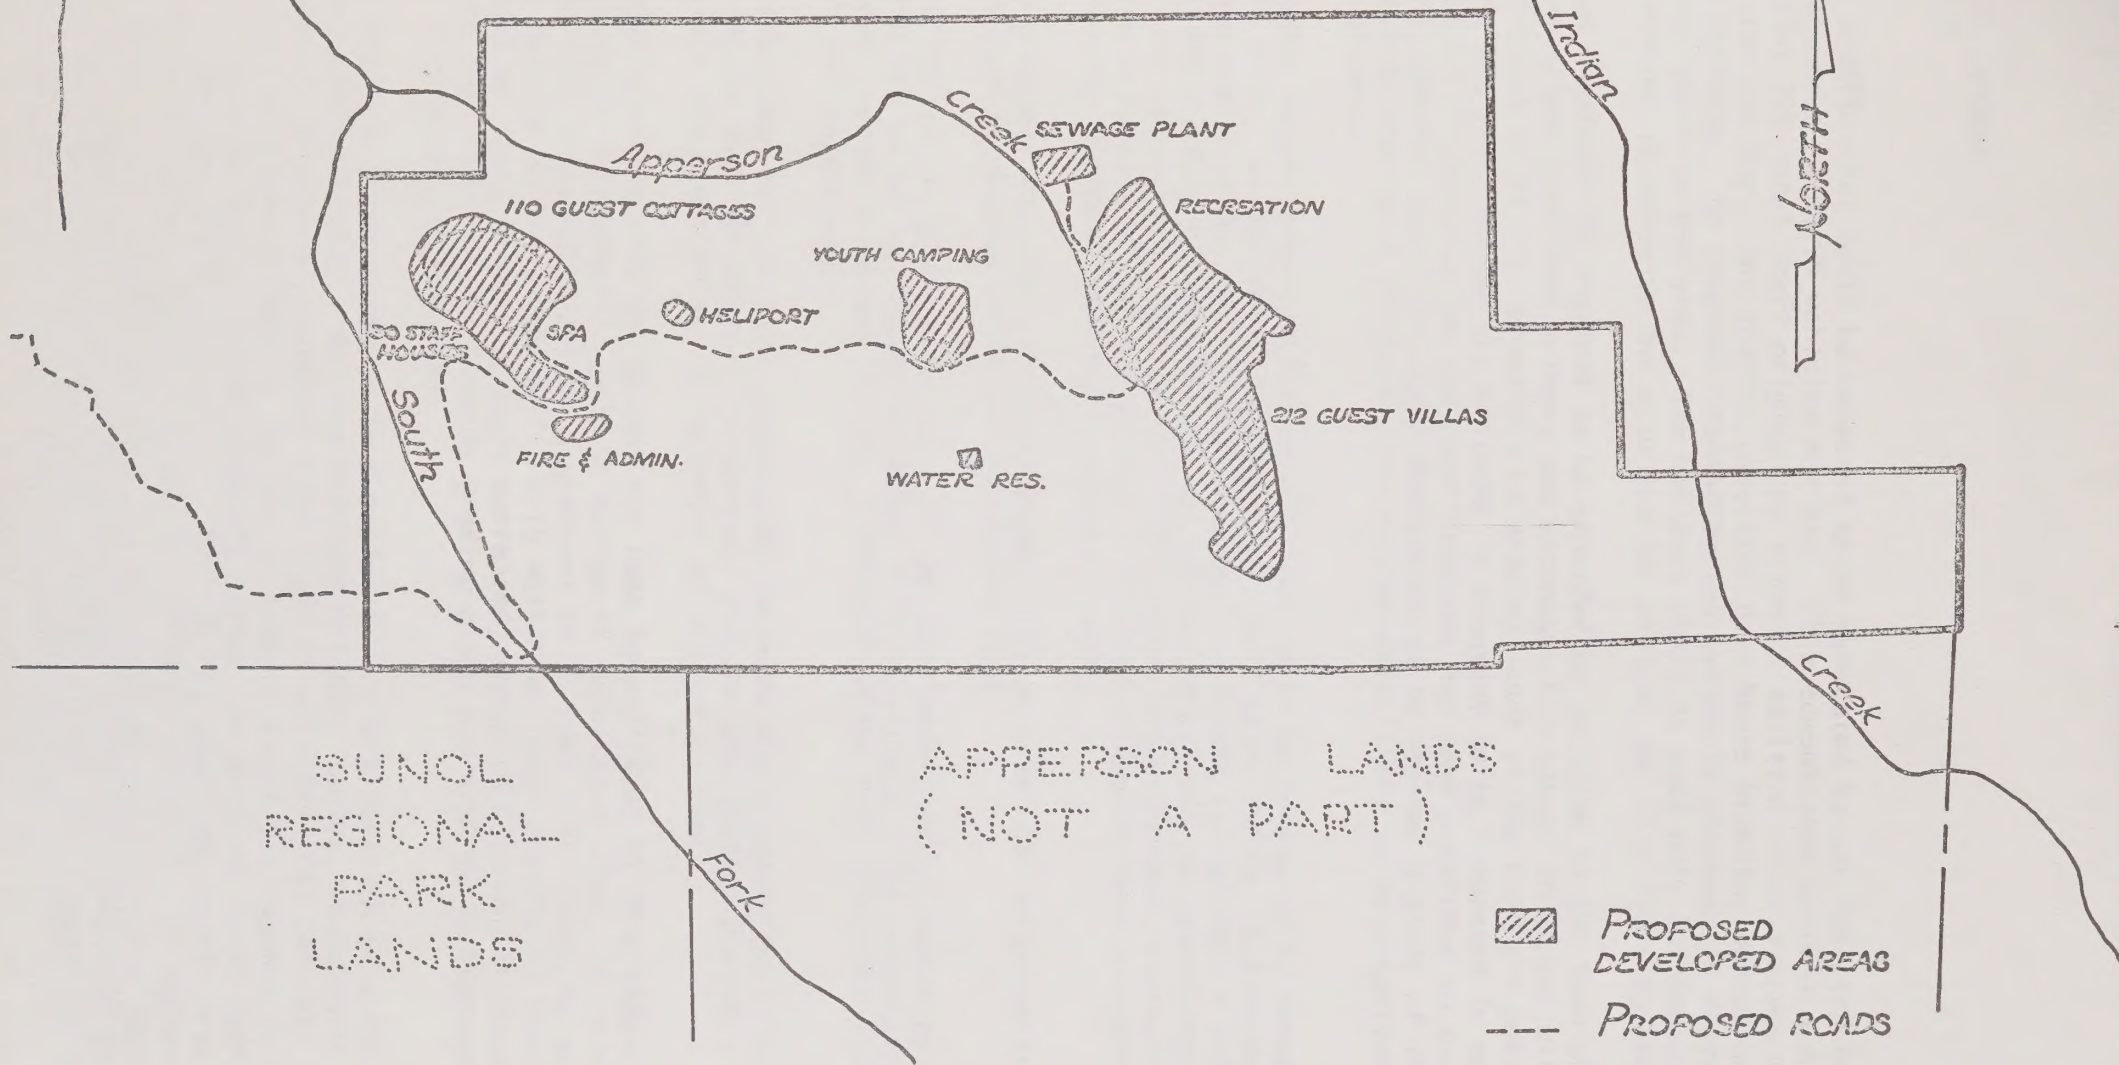 Indian
NORTH
Creek
SEWAGE PLANT
Apperson
110 GUEST COTTAGES
RECREATION
YOUTH CAMPING
HELIPORT
STAFF
HOUSES
SPA
South
212 GUEST VILLAS
FIRE & ADMIN.
WATER RES.
Creek
SUNOL
REGIONAL
PARK
LANDS
APPERSON LANDS
(NOT A PART)
Fork
PROPOSED
DEVELOPED AREAS
PROPOSED ROADS